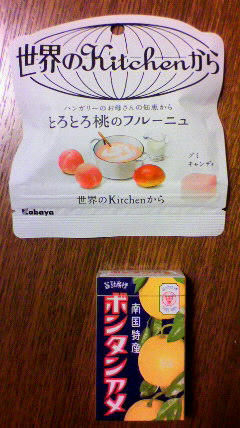 世界のKitchenから
ハンガリーのお母さんの知恵から
とろとろ桃のフルーニュ
グミ
キャンディ
世界のKitchenから
Kabaya
南国特産
ボンタンアメ